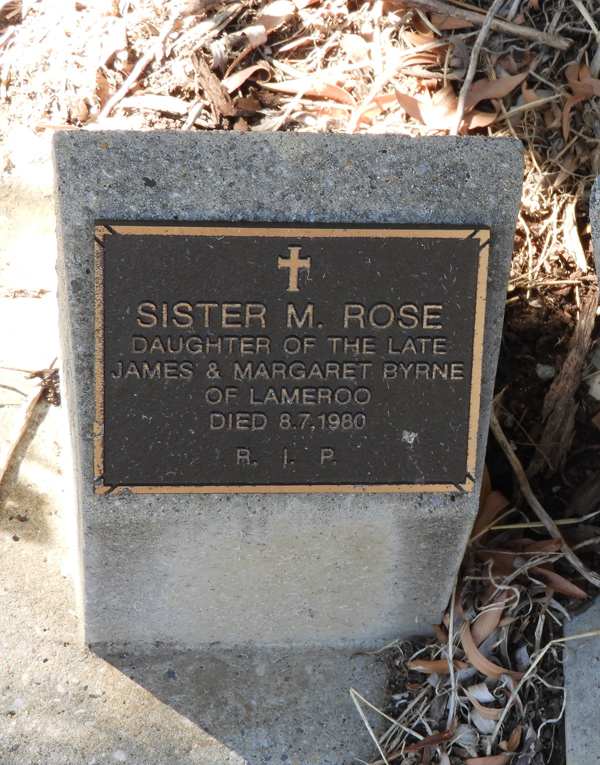 SISTER M. ROSE
DAUGHTER OF THE LATE
JAMES & MARGARET BYRNE
OF LAMEROO
DIED 8.7.1980
R. I. P.